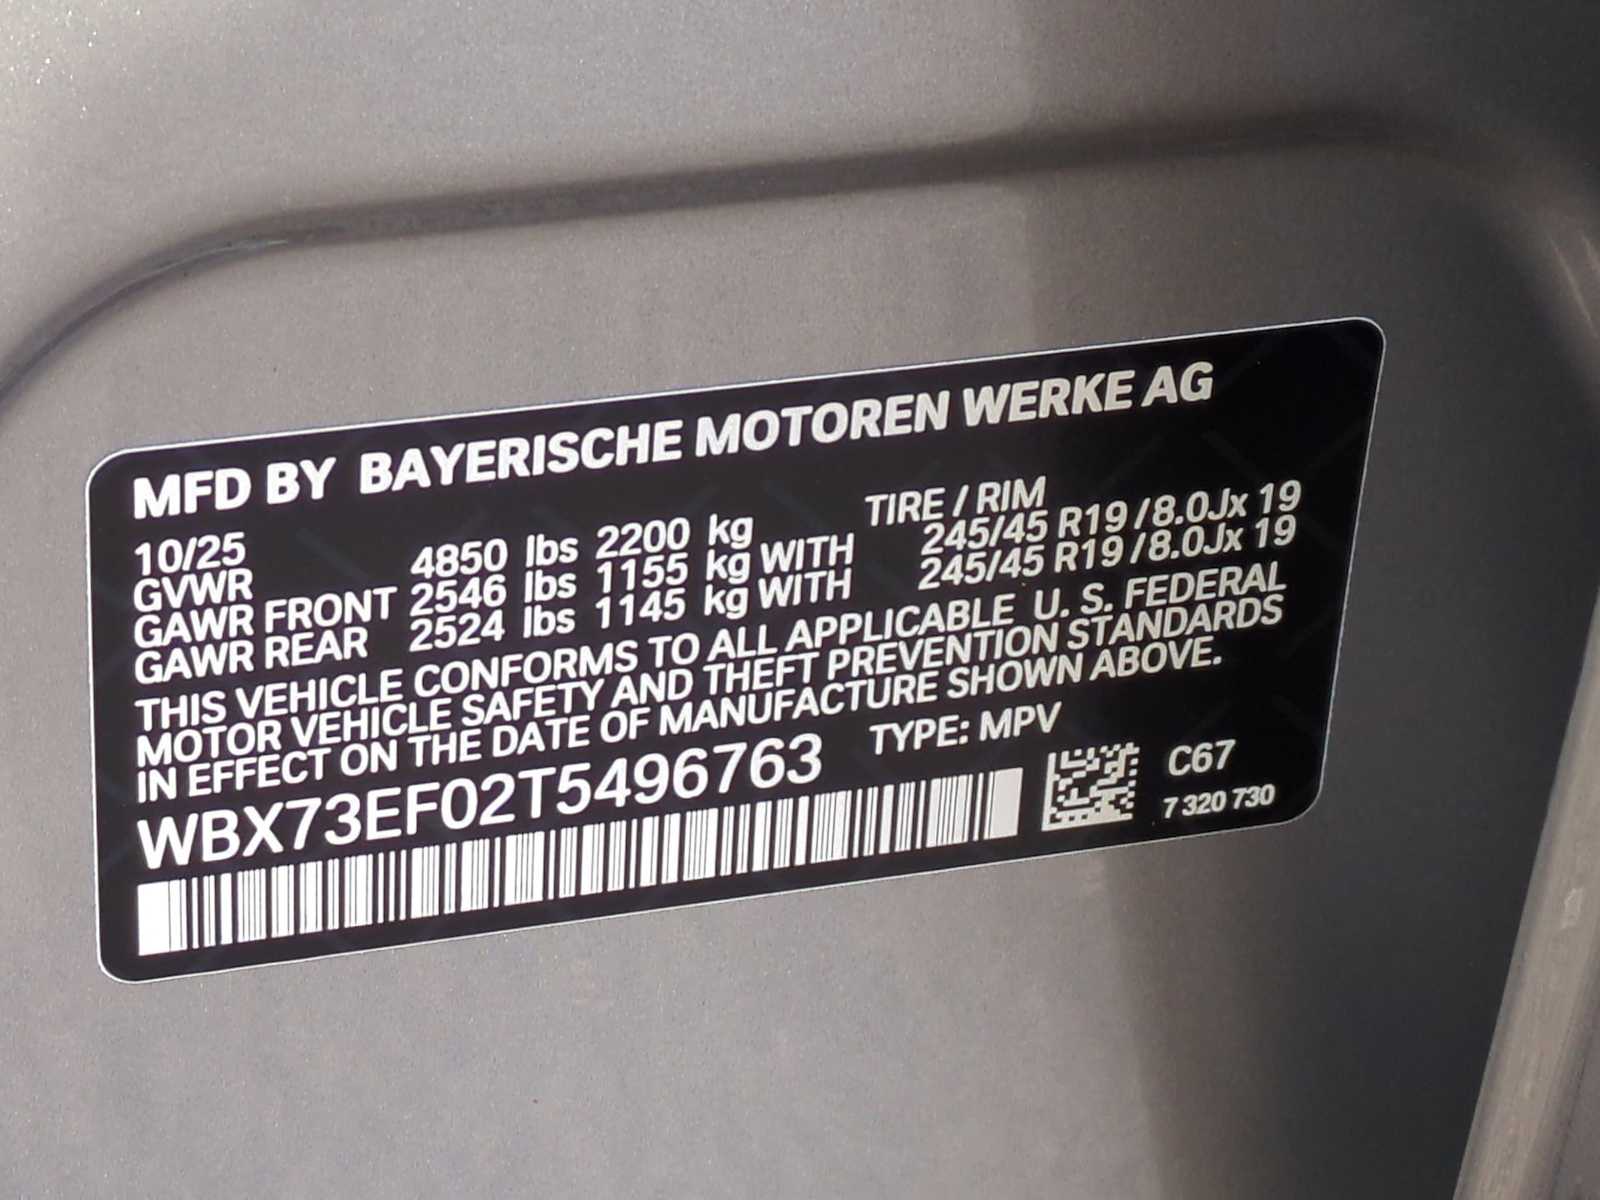 MFD BY BAYERISCHE MOTOREN WERKE AG
10/25 TIRE / RIM
GVWR 4850 lbs 2200 kg
GAWR FRONT 2546 lbs 1155 kg WITH 245/45 R19 / 8.0Jx 19
GAWR REAR 2524 lbs 1145 kg WITH 245/45 R19 / 8.0Jx 19
THIS VEHICLE CONFORMS TO ALL APPLICABLE U. S. FEDERAL
MOTOR VEHICLE SAFETY AND THEFT PREVENTION STANDARDS
IN EFFECT ON THE DATE OF MANUFACTURE SHOWN ABOVE.
WBX73EF02T5496763 TYPE: MPV
C67
7 320 730